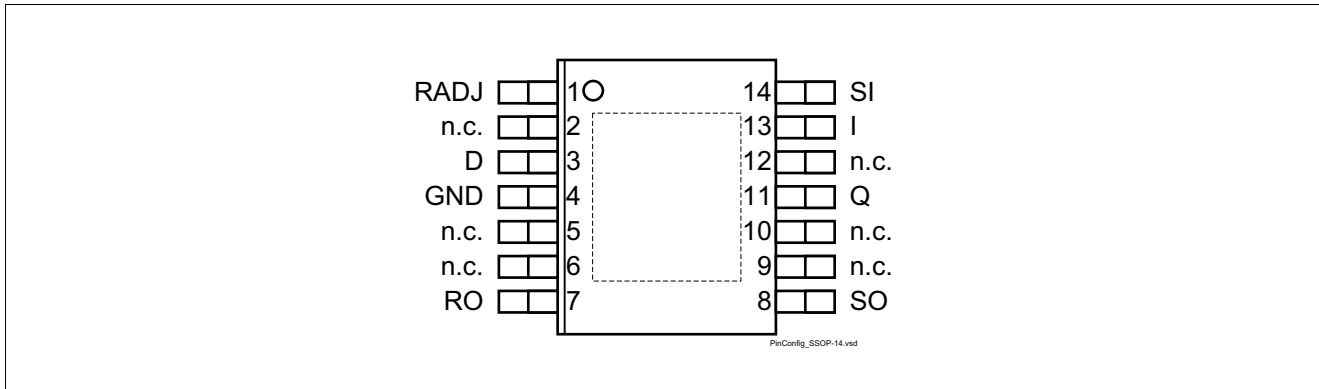 RADJ 1 14 SI
n.c. 2 13 I
D 3 12 n.c.
GND 4 11 Q
n.c. 5 10 n.c.
n.c. 6 9 n.c.
RO 7 8 SO
PinConfig_SSOP-14.vsd